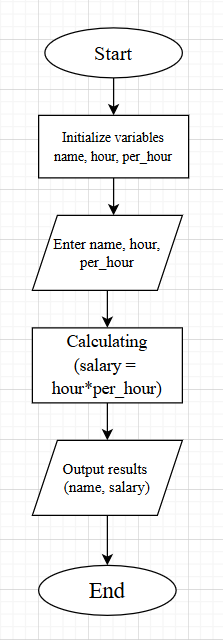 Start
Initialize variables
name, hour, per_hour
Enter name, hour,
per_hour
Calculating
(salary =
hour*per_hour)
Output results
(name, salary)
End